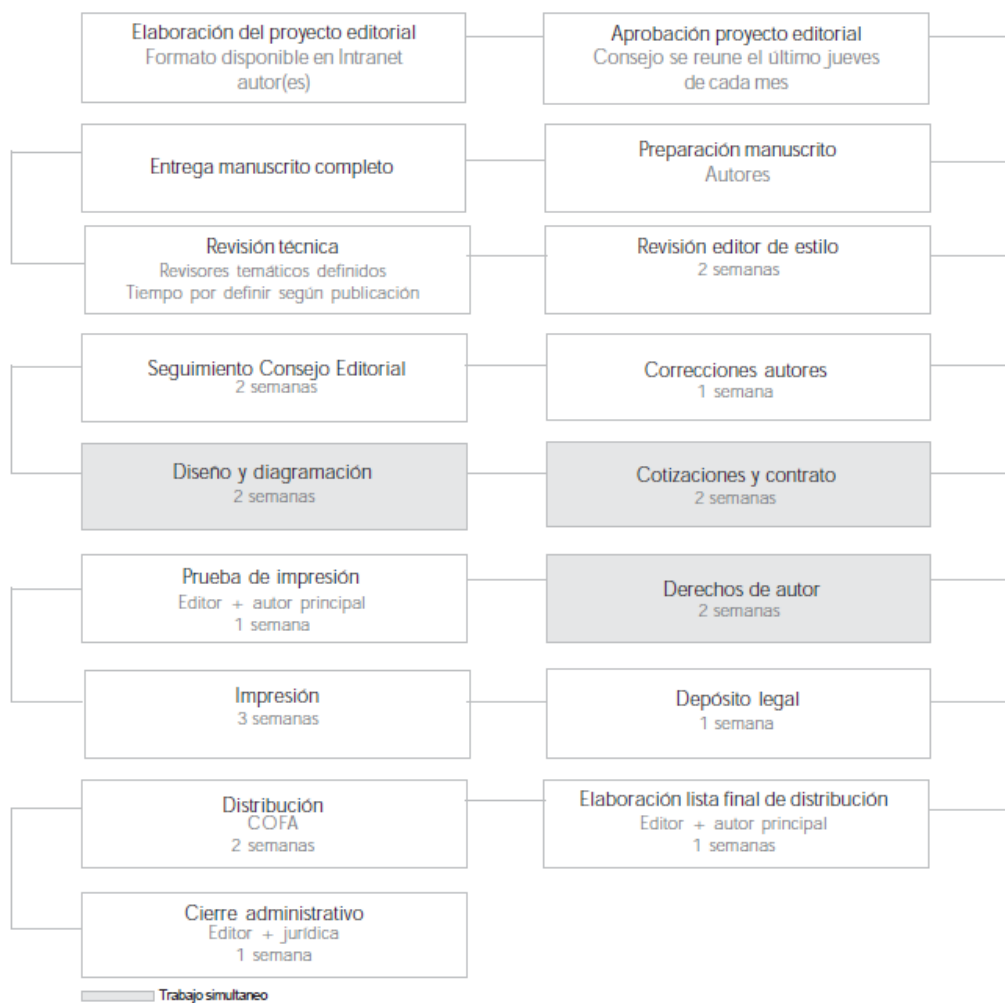 Elaboración del proyecto editorial
Formato disponible en Intranet
autor(es)
Aprobación proyecto editorial
Consejo se reune el último jueves
de cada mes
Entrega manuscrito completo
Preparación manuscrito
Autores
Revisión técnica
Revisores temáticos definidos
Tiempo por definir según publicación
Revisión editor de estilo
2 semanas
Seguimiento Consejo Editorial
2 semanas
Correcciones autores
1 semana
Diseño y diagramación
2 semanas
Cotizaciones y contrato
2 semanas
Prueba de impresión
Editor + autor principal
1 semana
Derechos de autor
2 semanas
Impresión
3 semanas
Depósito legal
1 semana
Distribución
COFA
2 semanas
Elaboración lista final de distribución
Editor + autor principal
1 semanas
Cierre administrativo
Editor + jurídica
1 semana
Trabajo simultaneo